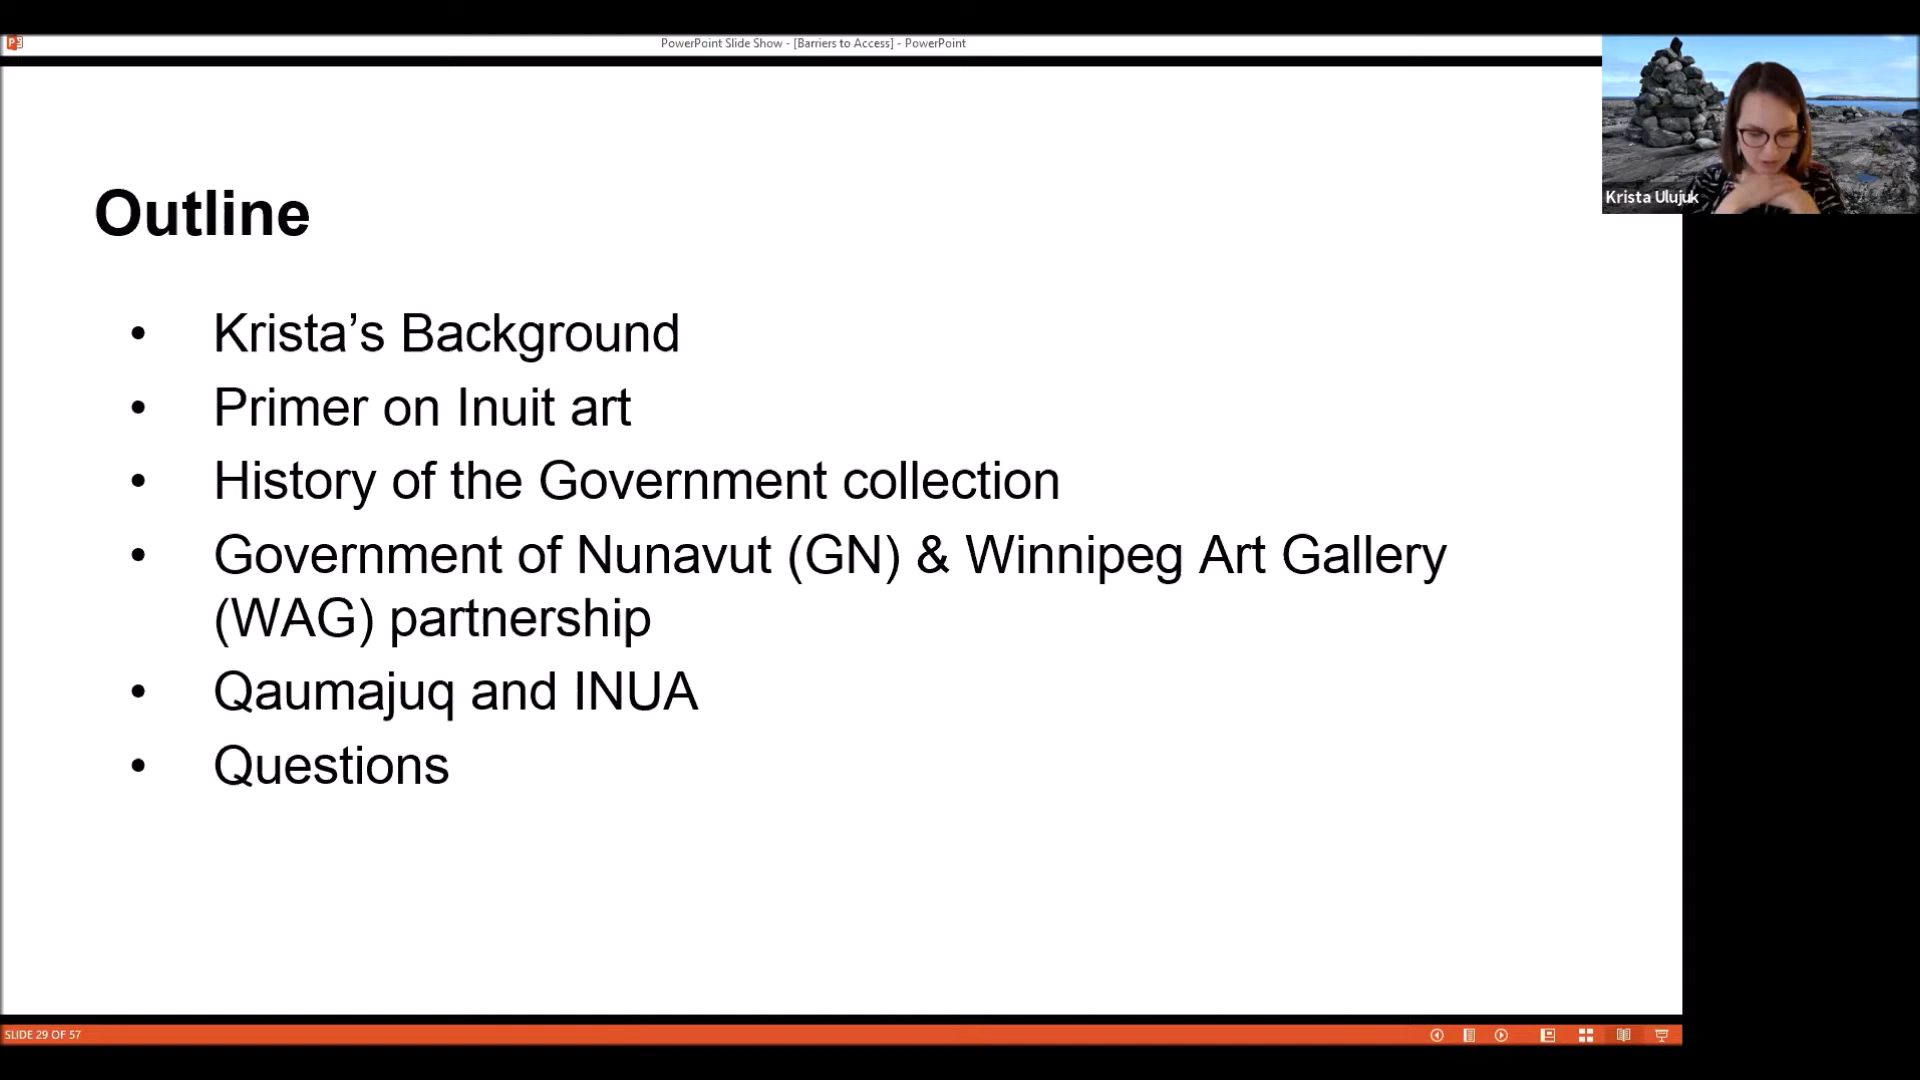 PowerPoint Slide Show - [Barriers to Access] - PowerPoint
Krista Ulujuk
Outline
• Krista’s Background
• Primer on Inuit art
• History of the Government collection
• Government of Nunavut (GN) & Winnipeg Art Gallery
(WAG) partnership
• Qaumajuq and INUA
• Questions
SLIDE 29 OF 57